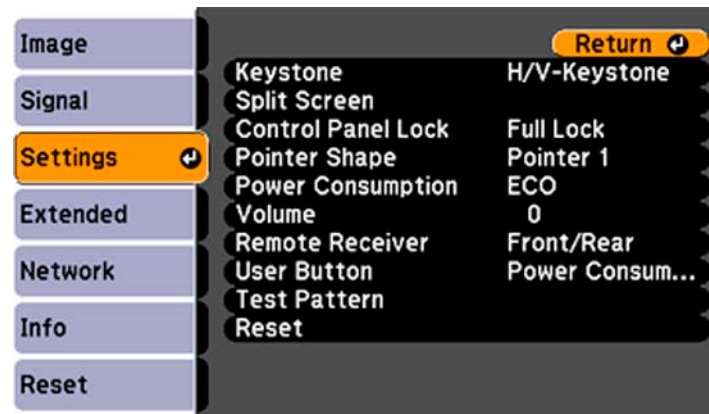 Image
Signal
Settings
Extended
Network
Info
Reset
Return
Keystone H/V-Keystone
Split Screen
Control Panel Lock Full Lock
Pointer Shape Pointer 1
Power Consumption ECO
Volume 0
Remote Receiver Front/Rear
User Button Power Consum...
Test Pattern
Reset